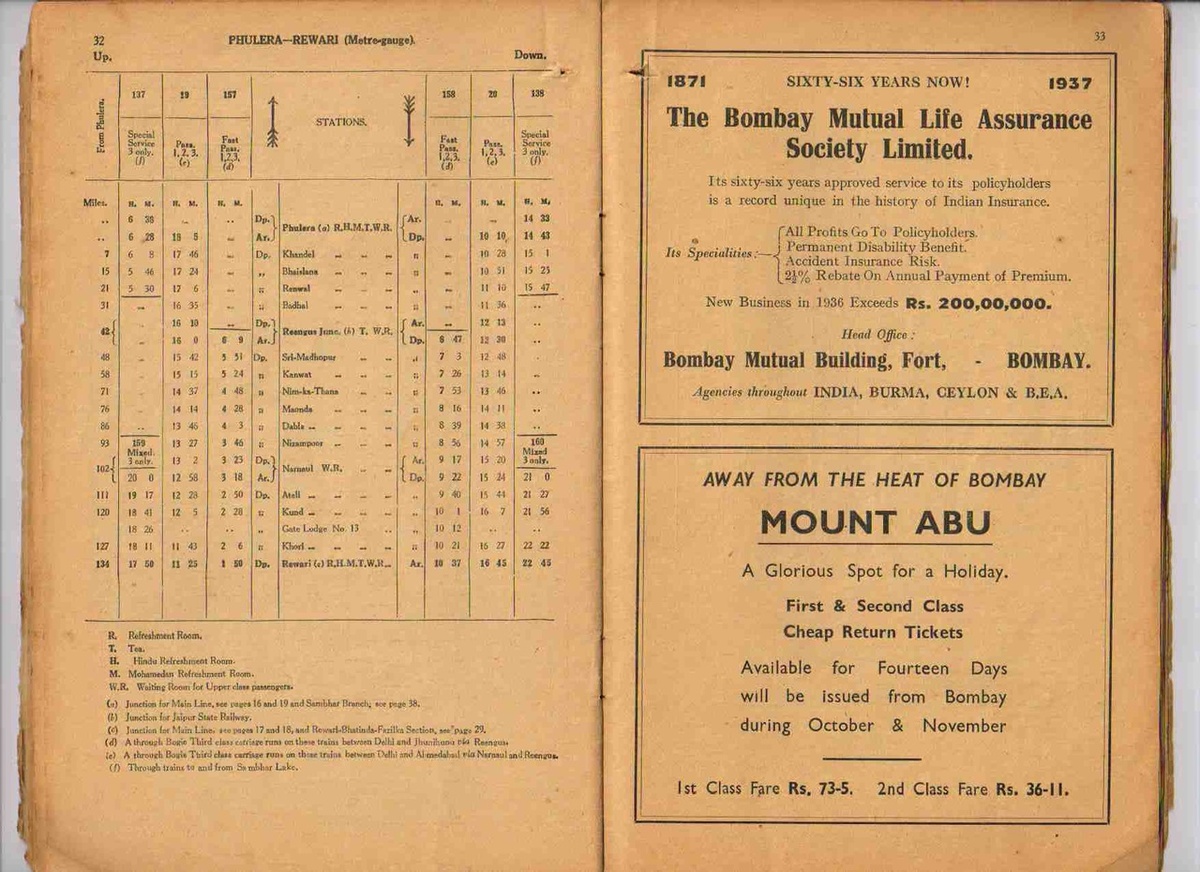 32 PHULERA—REWARI (Metre-gauge).
Up. Down.
From Phulera. 137 19 157 STATIONS. 158 20 138
Special Service 3 only. (f) Pass. 1, 2, 3. (e) Fast Pass. 1,2,3. (d) Fast Pass. 1,2,3. (d) Pass. 1, 2, 3. (e) Special Service 3 only. (f)
Miles. H. M. H. M. H. M. H. M. H. M. H. M.
.. 6 38 .. .. Dp. Phulera (a) R.H.M.T.W.R. Ar. .. 14 33
.. 6 28 18 5 .. Ar. Dp. .. 10 10 14 43
7 6 8 17 46 .. Dp. Khandel .. .. .. " .. 10 28 15 1
15 5 46 17 24 .. " Bhaislana .. .. " .. 10 51 15 25
21 5 30 17 6 .. " Renwal .. .. " .. 11 10 15 47
31 .. 16 35 .. " Badhal .. .. " .. 11 36 ..
42 .. 16 10 .. Dp. Reengus Junc. (b) T. W.R. Ar. .. 12 13 ..
.. 16 0 6 9 Ar. Dp. 6 47 12 30 ..
48 .. 15 42 5 51 Dp. Sri-Madhopur .. .. " 7 3 12 48 ..
58 .. 15 15 5 24 " Kanwat .. .. .. " 7 26 13 14 ..
71 .. 14 37 4 48 " Nim-ka-Thana .. .. " 7 53 13 46 ..
76 .. 14 14 4 28 " Maonda .. .. .. " 8 16 14 11 ..
86 .. 13 46 4 3 " Dabla .. .. .. .. " 8 39 14 38 ..
93 159 13 27 3 46 " Nizampoor .. .. .. " 8 56 14 57 160
102 Mixed. 3 only. 13 2 3 23 Dp. Narnaul W.R. .. .. Ar. 9 17 15 20 Mixed 3 only.
20 0 12 58 3 18 Ar. Dp. 9 22 15 24 21 0
111 19 17 12 28 2 50 Dp. Ateli .. .. .. .. " 9 40 15 44 21 27
120 18 41 12 5 2 28 " Kund .. .. .. .. " 10 1 16 7 21 56
18 26 .. .. " Gate Lodge No. 13 .. " 10 12 .. ..
127 18 11 11 43 2 6 " Khori .. .. .. .. " 10 21 16 27 22 22
134 17 50 11 25 1 50 Dp. Rewari (c) R.H.M.T.W.R... Ar. 10 37 16 45 22 45
R. Refreshment Room.
T. Tea.
H. Hindu Refreshment Room.
M. Mohamedan Refreshment Room.
W.R. Waiting Room for Upper class passengers.
(a) Junction for Main Line, see pages 16 and 19 and Sambhar Branch, see page 38.
(b) Junction for Jaipur State Railway.
(c) Junction for Main Line, see pages 17 and 18, and Rewari-Bhatinda-Fazilka Section, see page 29.
(d) A through Bogie Third class carriage runs on these trains between Delhi and Jhunjhunu via Reengus.
(e) A through Bogie Third class carriage runs on these trains between Delhi and Ahmedabad via Narnaul and Reengus.
(f) Through trains to and from Sambhar Lake.
33
1871 SIXTY-SIX YEARS NOW! 1937
The Bombay Mutual Life Assurance
Society Limited.
Its sixty-six years approved service to its policyholders
is a record unique in the history of Indian Insurance.
Its Specialities:— All Profits Go To Policyholders.
Permanent Disability Benefit.
Accident Insurance Risk.
2½% Rebate On Annual Payment of Premium.
New Business in 1936 Exceeds Rs. 200,00,000.
Head Office:
Bombay Mutual Building, Fort, - BOMBAY.
Agencies throughout INDIA, BURMA, CEYLON & B.E.A.
AWAY FROM THE HEAT OF BOMBAY
MOUNT ABU
A Glorious Spot for a Holiday.
First & Second Class
Cheap Return Tickets
Available for Fourteen Days
will be issued from Bombay
during October & November
1st Class Fare Rs. 73-5. 2nd Class Fare Rs. 36-11.